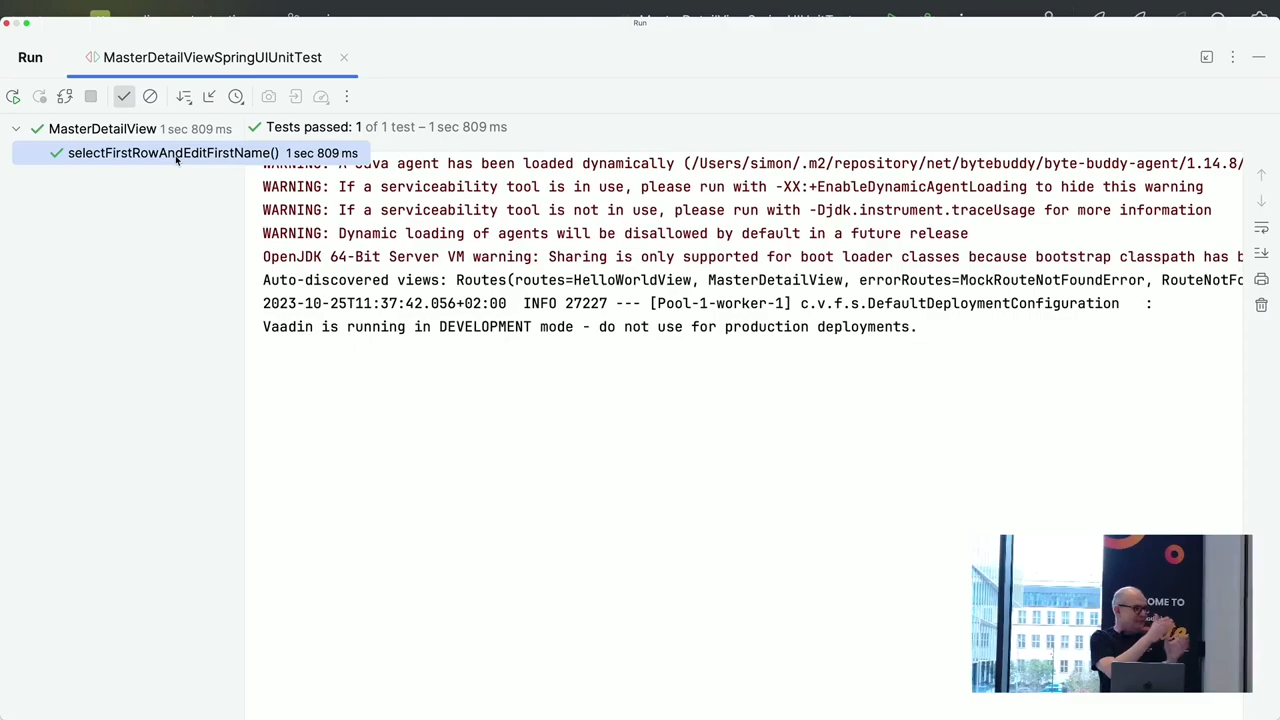 Run
Run
MasterDetailViewSpringUIUnitTest
MasterDetailView 1 sec 809 ms
Tests passed: 1 of 1 test – 1 sec 809 ms
selectFirstRowAndEditFirstName() 1 sec 809 ms
WARNING: A Java agent has been loaded dynamically (/Users/simon/.m2/repository/net/bytebuddy/byte-buddy-agent/1.14.8/
WARNING: If a serviceability tool is in use, please run with -XX:+EnableDynamicAgentLoading to hide this warning
WARNING: If a serviceability tool is not in use, please run with -Djdk.instrument.traceUsage for more information
WARNING: Dynamic loading of agents will be disallowed by default in a future release
OpenJDK 64-Bit Server VM warning: Sharing is only supported for boot loader classes because bootstrap classpath has b
Auto-discovered views: Routes(routes=HelloWorldView, MasterDetailView, errorRoutes=MockRouteNotFoundError, RouteNotFo
2023-10-25T11:37:42.056+02:00 INFO 27227 --- [Pool-1-worker-1] c.v.f.s.DefaultDeploymentConfiguration :
Vaadin is running in DEVELOPMENT mode - do not use for production deployments.
OME TO